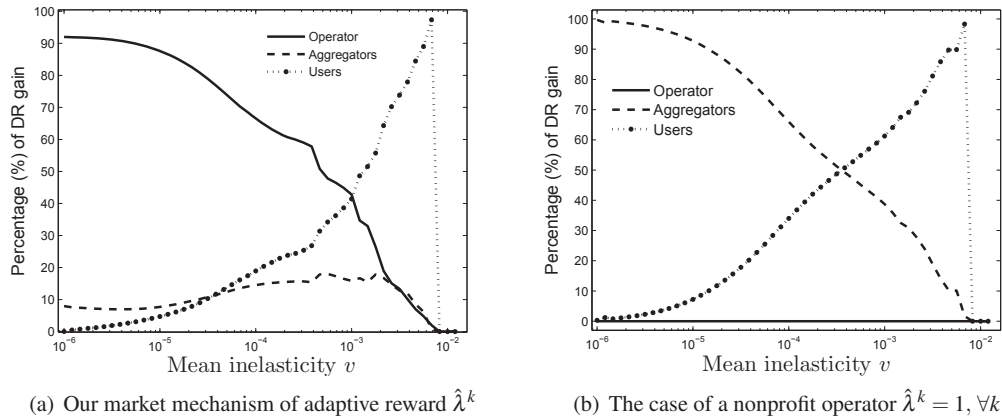 100
90
80
70
60
50
40
30
20
10
0
Percentage (%) of DR gain
Operator
Aggregators
Users
10⁻⁶
10⁻⁵
10⁻⁴
10⁻³
10⁻²
Mean inelasticity v
(a) Our market mechanism of adaptive reward λ̂ᵏ
100
90
80
70
60
50
40
30
20
10
0
Percentage (%) of DR gain
Operator
Aggregators
Users
10⁻⁶
10⁻⁵
10⁻⁴
10⁻³
10⁻²
Mean inelasticity v
(b) The case of a nonprofit operator λ̂ᵏ = 1, ∀k